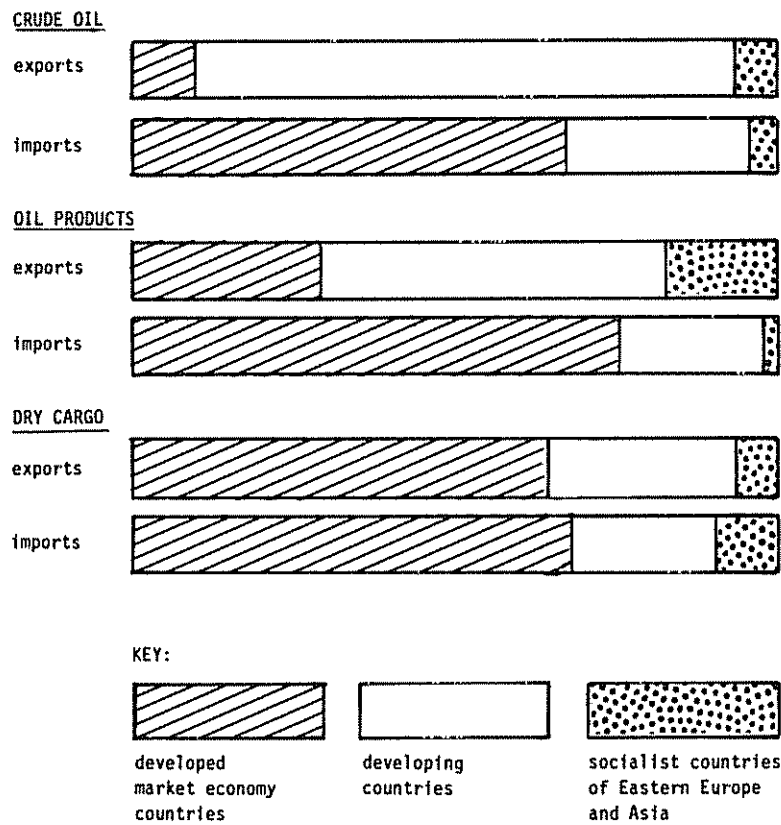 CRUDE OIL
exports
imports
OIL PRODUCTS
exports
imports
DRY CARGO
exports
imports
KEY:
developed
market economy
countries
developing
countries
socialist countries
of Eastern Europe
and Asia